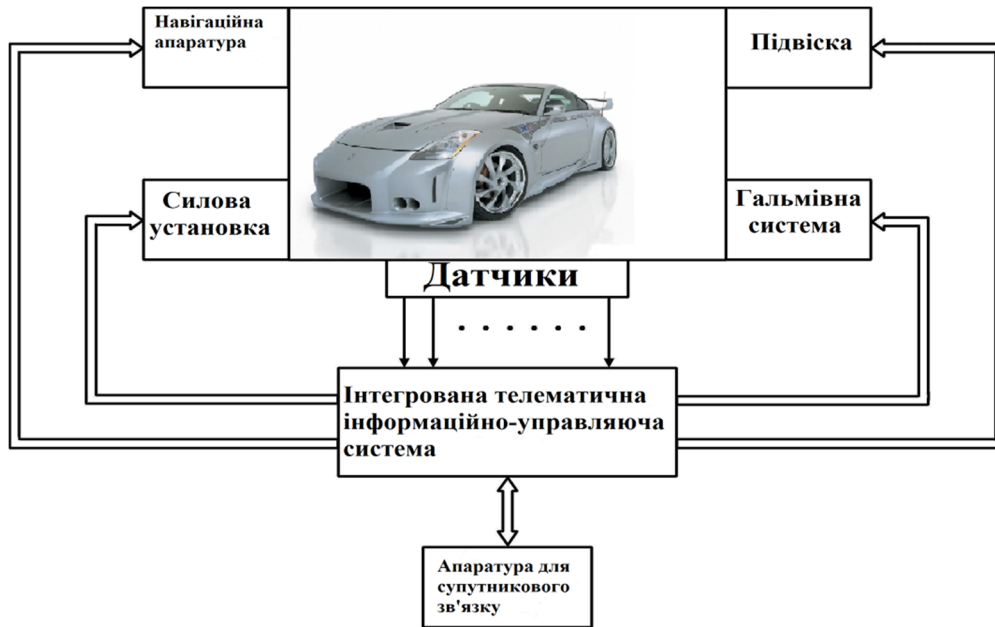 Навігаційна
апаратура
Підвіска
Силова
установка
Гальмівна
система
Датчики
Інтегрована телематична
інформаційно-управляюча
система
Апаратура для
супутникового
зв'язку